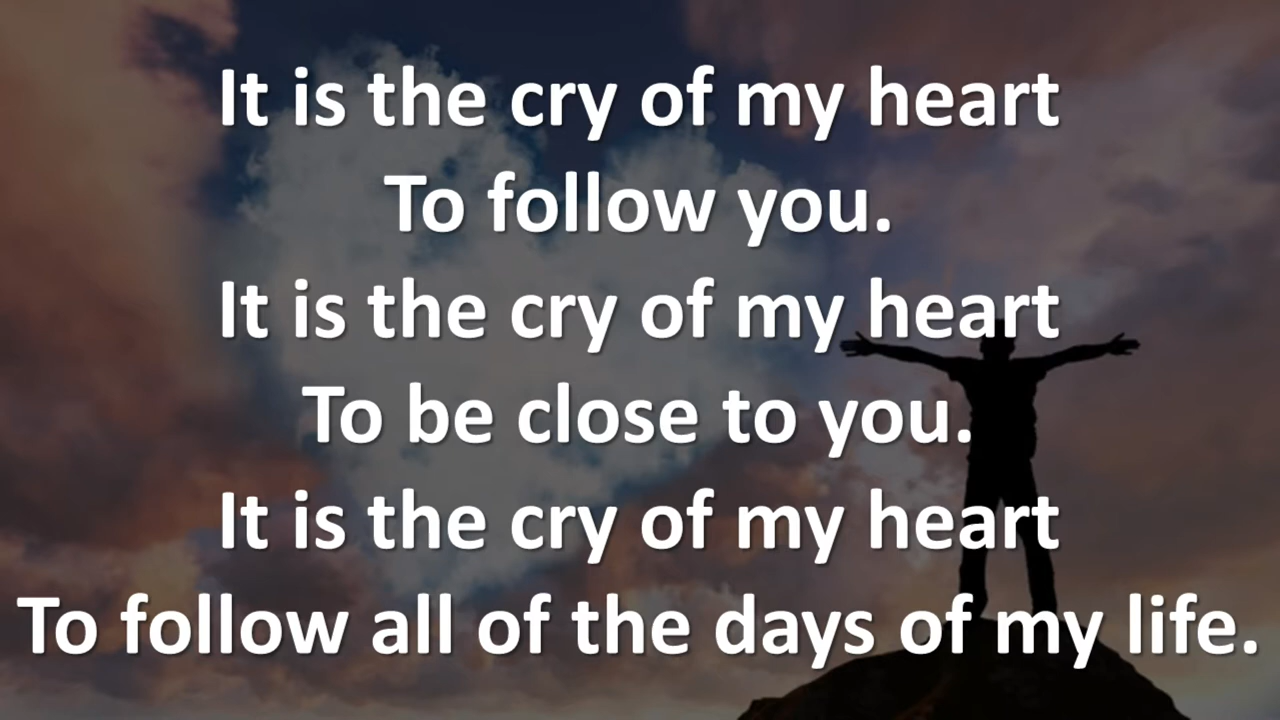 It is the cry of my heart
To follow you.
It is the cry of my heart
To be close to you.
It is the cry of my heart
To follow all of the days of my life.